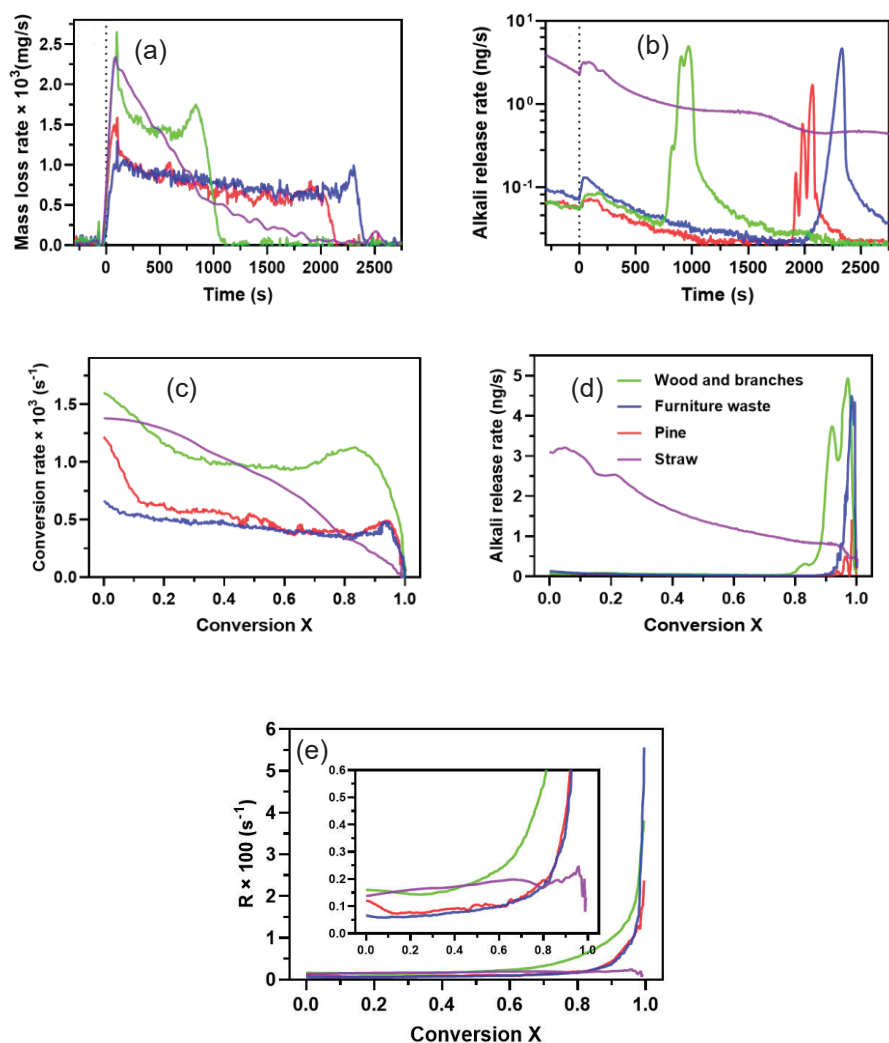 (a)
Mass loss rate × 10³(mg/s)
2.5
2.0
1.5
1.0
0.5
0.0
0 500 1000 1500 2000 2500
Time (s)
(b)
Alkali release rate (ng/s)
10¹
10⁰
10⁻¹
0 500 1000 1500 2000 2500
Time (s)
(c)
Conversion rate × 10³ (s⁻¹)
1.5
1.0
0.5
0.0
0.0 0.2 0.4 0.6 0.8 1.0
Conversion X
(d)
Alkali release rate (ng/s)
5
4
3
2
1
0
0.0 0.2 0.4 0.6 0.8 1.0
Conversion X
Wood and branches
Furniture waste
Pine
Straw
(e)
R × 100 (s⁻¹)
6
5
4
3
2
1
0
0.0 0.2 0.4 0.6 0.8 1.0
Conversion X
0.6
0.5
0.4
0.3
0.2
0.1
0.0
0.0 0.2 0.4 0.6 0.8 1.0